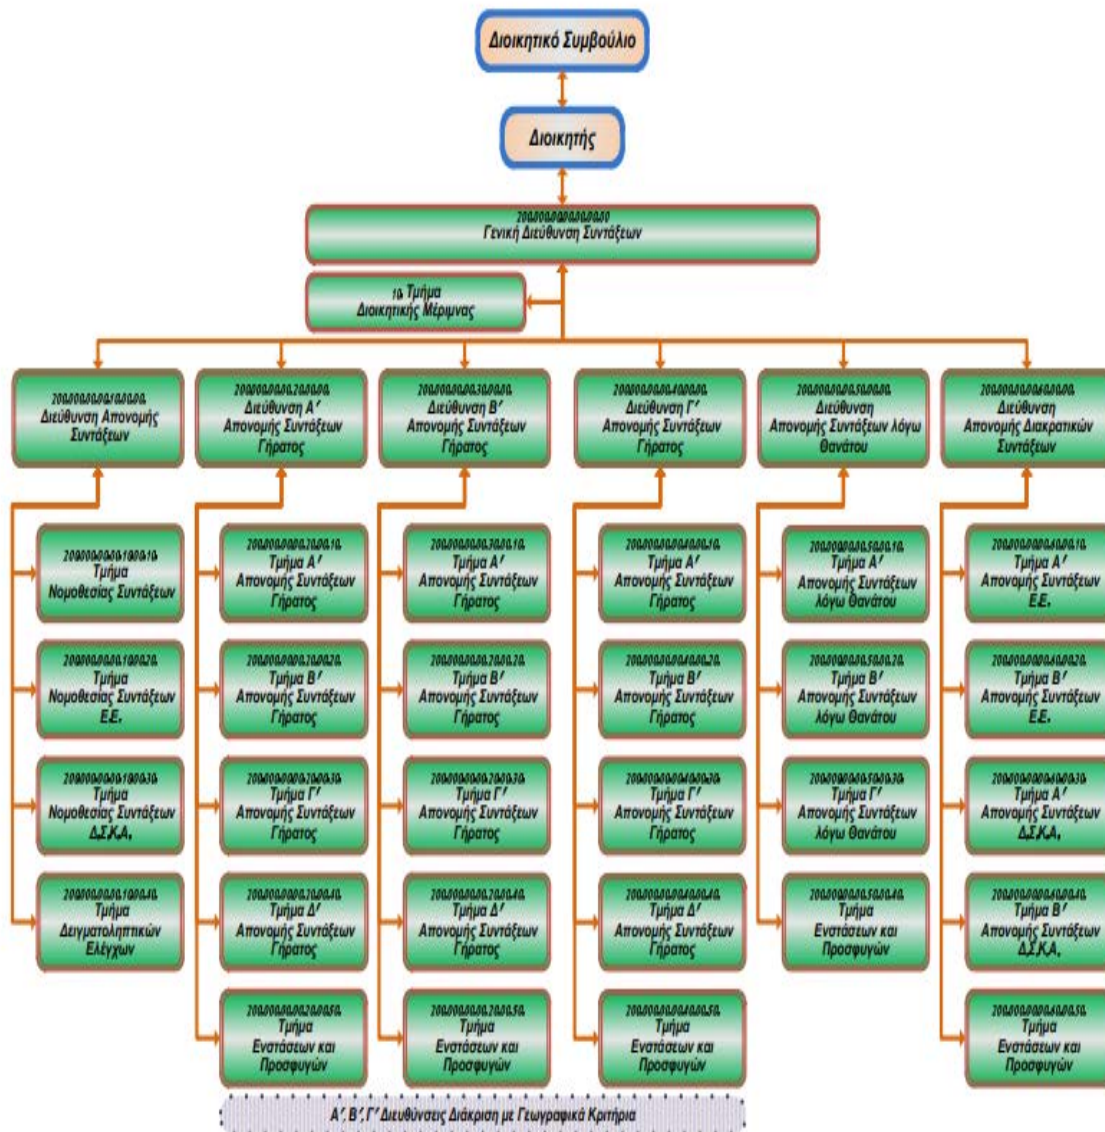 Διοικητικό Συμβούλιο
Διοικητής
Γενική Διεύθυνση Συντάξεων
10. Τμήμα
Διοικητικής Μέριμνας
Διεύθυνση Απονομής
Συντάξεων
Τμήμα
Νομοθεσίας Συντάξεων
Τμήμα
Νομοθεσίας Συντάξεων
Ε.Ε.
Τμήμα
Νομοθεσίας Συντάξεων
Δ.Σ.Κ.Α.
Τμήμα
Δειγματοληπτικών
Ελέγχων
Διεύθυνση Α'
Απονομής Συντάξεων
Γήρατος
Τμήμα Α'
Απονομής Συντάξεων
Γήρατος
Τμήμα Β'
Απονομής Συντάξεων
Γήρατος
Τμήμα Γ'
Απονομής Συντάξεων
Γήρατος
Τμήμα Δ'
Απονομής Συντάξεων
Γήρατος
Τμήμα
Ενστάσεων και
Προσφυγών
Διεύθυνση Β'
Απονομής Συντάξεων
Γήρατος
Τμήμα Α'
Απονομής Συντάξεων
Γήρατος
Τμήμα Β'
Απονομής Συντάξεων
Γήρατος
Τμήμα Γ'
Απονομής Συντάξεων
Γήρατος
Τμήμα Δ'
Απονομής Συντάξεων
Γήρατος
Τμήμα
Ενστάσεων και
Προσφυγών
Διεύθυνση Γ'
Απονομής Συντάξεων
Γήρατος
Τμήμα Α'
Απονομής Συντάξεων
Γήρατος
Τμήμα Β'
Απονομής Συντάξεων
Γήρατος
Τμήμα Γ'
Απονομής Συντάξεων
Γήρατος
Τμήμα Δ'
Απονομής Συντάξεων
Γήρατος
Τμήμα
Ενστάσεων και
Προσφυγών
Διεύθυνση
Απονομής Συντάξεων λόγω
Θανάτου
Τμήμα Α'
Απονομής Συντάξεων
λόγω Θανάτου
Τμήμα Β'
Απονομής Συντάξεων
λόγω Θανάτου
Τμήμα Γ'
Απονομής Συντάξεων
λόγω Θανάτου
Τμήμα
Ενστάσεων και
Προσφυγών
Διεύθυνση
Απονομής Διακρατικών
Συντάξεων
Τμήμα Α'
Απονομής Συντάξεων
Ε.Ε.
Τμήμα Β'
Απονομής Συντάξεων
Ε.Ε.
Τμήμα Α'
Απονομής Συντάξεων
Δ.Σ.Κ.Α.
Τμήμα Β'
Απονομής Συντάξεων
Δ.Σ.Κ.Α.
Τμήμα
Ενστάσεων και
Προσφυγών
Α', Β', Γ' Διευθύνσεις Διάκριση με Γεωγραφικά Κριτήρια